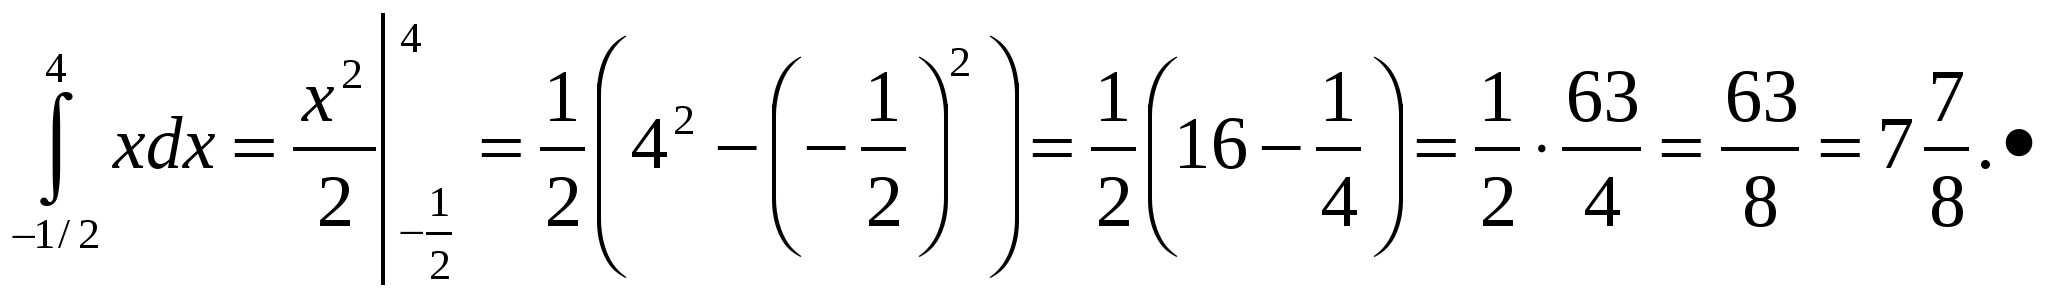 ∫_{-1/2}^{4} xdx = x²/2 |_{-1/2}^{4} = 1/2 (4² − (−1/2)²) = 1/2 (16 − 1/4) = 1/2 · 63/4 = 63/8 = 7 7/8 . ●